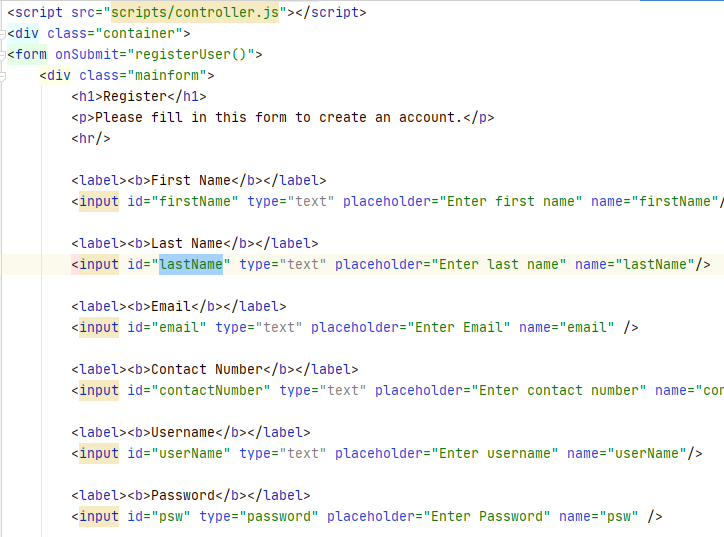 <script src="scripts/controller.js"></script>
<div class="container">
<form onSubmit="registerUser()">
<div class="mainform">
<h1>Register</h1>
<p>Please fill in this form to create an account.</p>
<hr/>
<label><b>First Name</b></label>
<input id="firstName" type="text" placeholder="Enter first name" name="firstName"/
<label><b>Last Name</b></label>
<input id="lastName" type="text" placeholder="Enter last name" name="lastName"/>
<label><b>Email</b></label>
<input id="email" type="text" placeholder="Enter Email" name="email" />
<label><b>Contact Number</b></label>
<input id="contactNumber" type="text" placeholder="Enter contact number" name="con
<label><b>Username</b></label>
<input id="userName" type="text" placeholder="Enter username" name="userName"/>
<label><b>Password</b></label>
<input id="psw" type="password" placeholder="Enter Password" name="psw" />